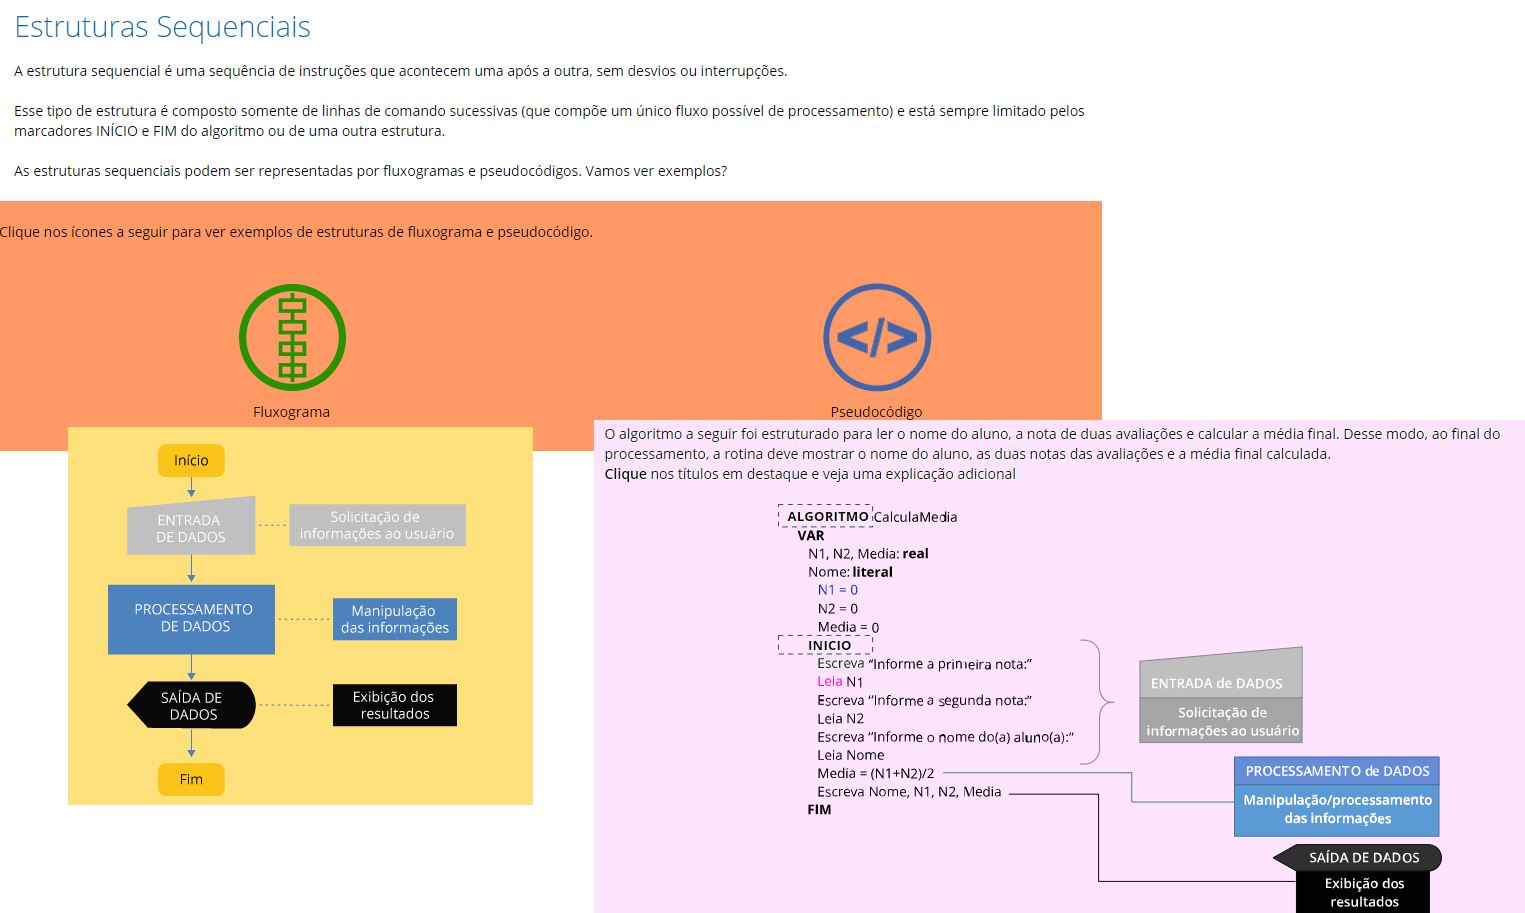 Estruturas Sequenciais
A estrutura sequencial é uma sequência de instruções que acontecem uma após a outra, sem desvios ou interrupções.
Esse tipo de estrutura é composto somente de linhas de comando sucessivas (que compõe um único fluxo possível de processamento) e está sempre limitado pelos
marcadores INÍCIO e FIM do algoritmo ou de uma outra estrutura.
As estruturas sequenciais podem ser representadas por fluxogramas e pseudocódigos. Vamos ver exemplos?
Clique nos ícones a seguir para ver exemplos de estruturas de fluxograma e pseudocódigo.
</>
Fluxograma
Pseudocódigo
Início
ENTRADA
DE DADOS
Solicitação de
informações ao usuário
PROCESSAMENTO
DE DADOS
Manipulação
das informações
SAÍDA DE
DADOS
Exibição dos
resultados
Fim
O algoritmo a seguir foi estruturado para ler o nome do aluno, a nota de duas avaliações e calcular a média final. Desse modo, ao final do
processamento, a rotina deve mostrar o nome do aluno, as duas notas das avaliações e a média final calculada.
Clique nos títulos em destaque e veja uma explicação adicional
ALGORITMO CalculaMedia
VAR
N1, N2, Media: real
Nome: literal
N1 = 0
N2 = 0
Media = 0
INICIO
Escreva “Informe a primeira nota:”
Leia N1
Escreva “Informe a segunda nota:”
Leia N2
Escreva “Informe o nome do(a) aluno(a):”
Leia Nome
Media = (N1+N2)/2
Escreva Nome, N1, N2, Media
FIM
ENTRADA de DADOS
Solicitação de
informações ao usuário
PROCESSAMENTO de DADOS
Manipulação/processamento
das informações
SAÍDA DE DADOS
Exibição dos
resultados